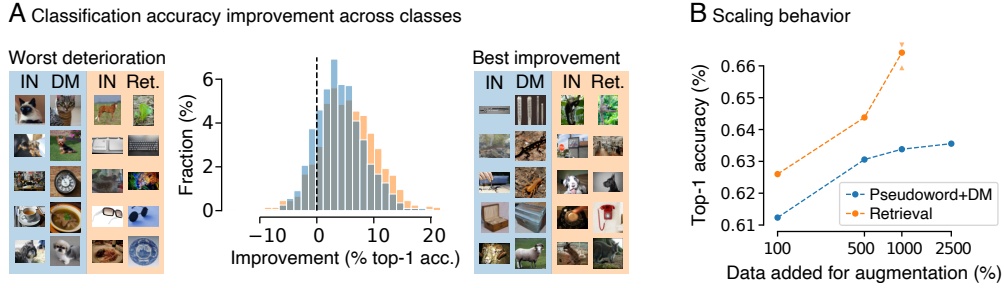 A Classification accuracy improvement across classes
Worst deterioration
IN DM IN Ret.
Fraction (%)
6
4
2
0
−10 0 10 20
Improvement (% top-1 acc.)
Best improvement
IN DM IN Ret.
B Scaling behavior
Top-1 accuracy (%)
0.66
0.65
0.64
0.63
0.62
0.61
Pseudoword+DM
Retrieval
100 500 1000 2500
Data added for augmentation (%)